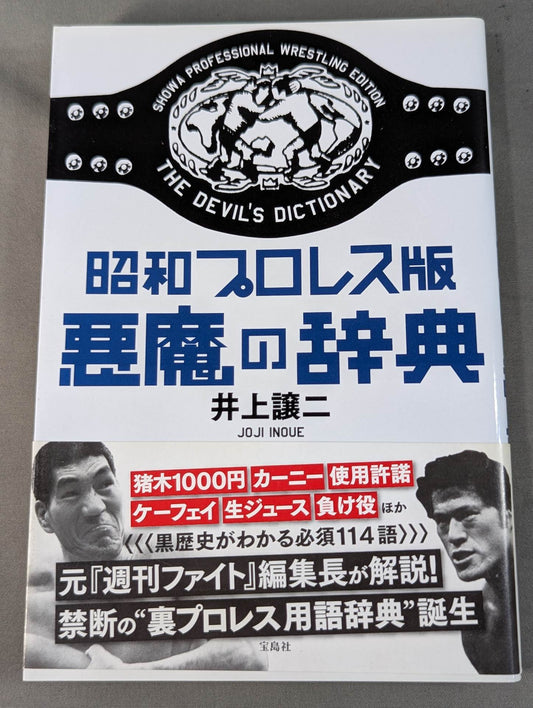 SHOWA PROFESSIONAL WRESTLING EDITION
THE DEVIL'S DICTIONARY
昭和プロレス版
悪魔の辞典
井上譲二
JOJI INOUE
猪木1000円 カーニー 使用許諾
ケーフェイ 生ジュース 負け役 ほか
〈〈〈黒歴史がわかる必須114語〉〉〉
元『週刊ファイト』編集長が解説!
禁断の“裏プロレス用語辞典”誕生
宝島社